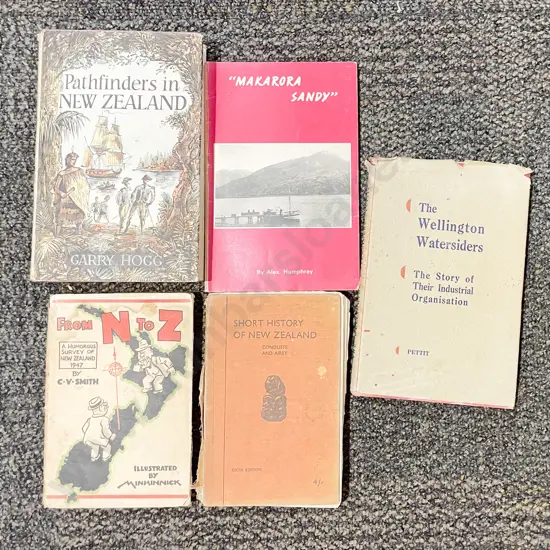 Pathfinders in
NEW ZEALAND
GARRY HOGG
"MAKARORA
SANDY"
By Alex. Humphrey
The
Wellington
Watersiders
The Story of
Their Industrial
Organisation
PETTIT
FROM N TO Z
A HUMOROUS
SURVEY OF
NEW ZEALAND
1947
BY
C·V·SMITH
ILLUSTRATED
BY
MINHINNICK
SHORT HISTORY
OF NEW ZEALAND
CONDLIFFE
AND AIREY
EDITION
4/-